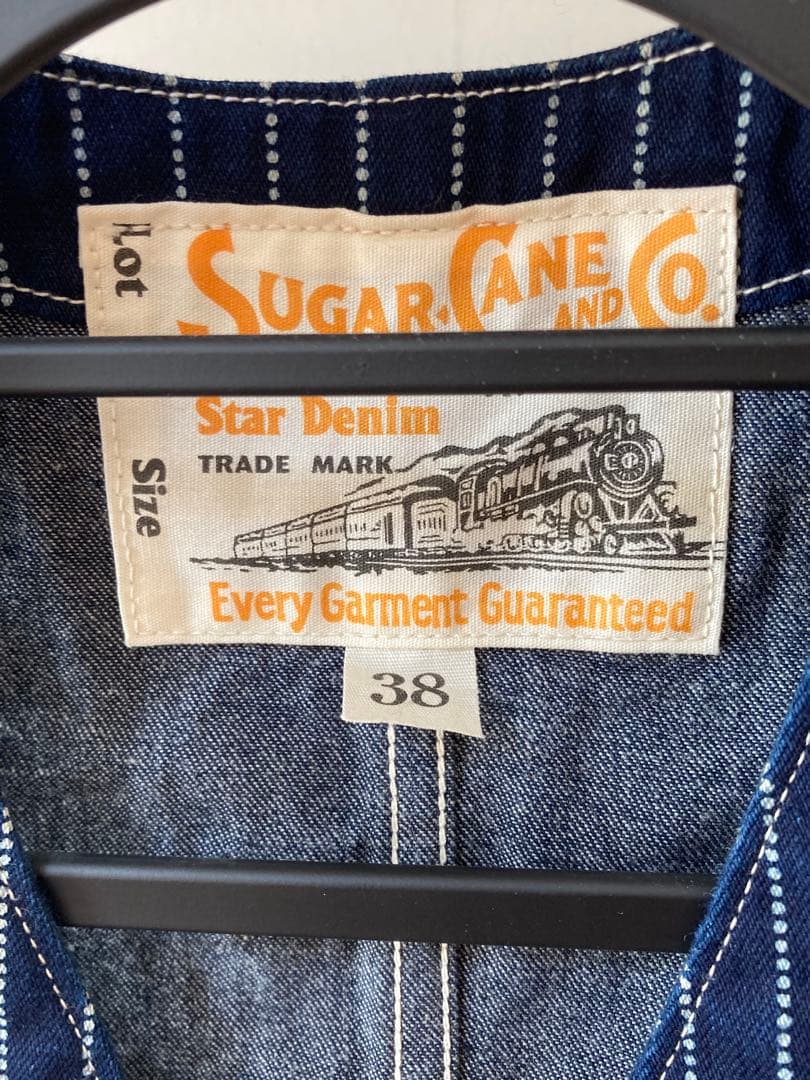 Lot
SUGAR CANE AND CO.
Star Denim
TRADE MARK
Size
Every Garment Guaranteed
38